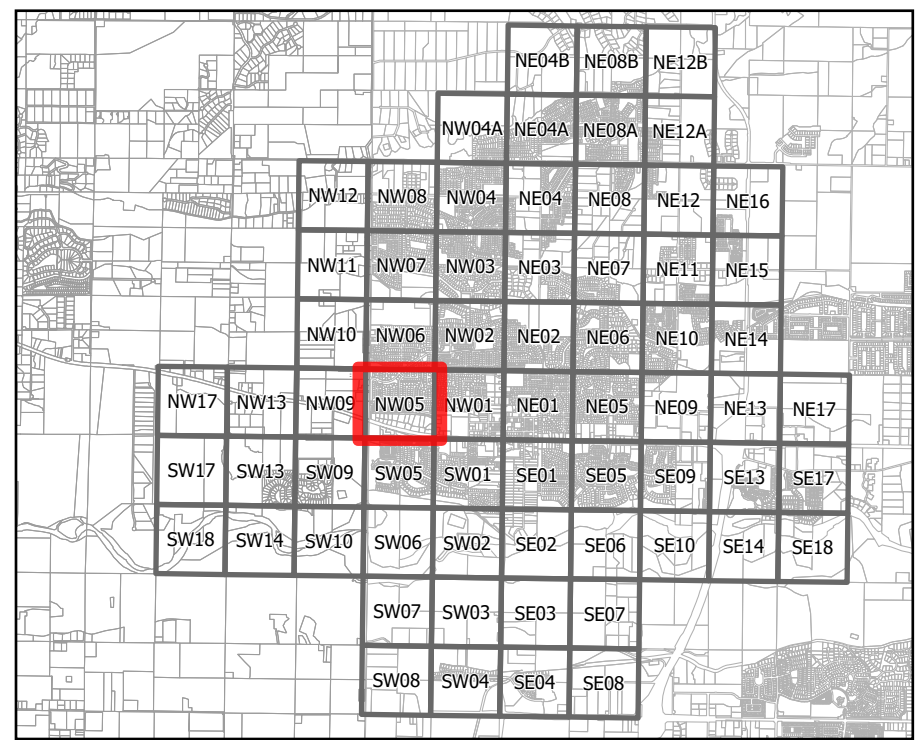 NE04B NE08B NE12B
NW04A NE04A NE08A NE12A
NW12 NW08 NW04 NE04 NE08 NE12 NE16
NW11 NW07 NW03 NE03 NE07 NE11 NE15
NW10 NW06 NW02 NE02 NE06 NE10 NE14
NW17 NW13 NW09 NW05 NW01 NE01 NE05 NE09 NE13 NE17
SW17 SW13 SW09 SW05 SW01 SE01 SE05 SE09 SE13 SE17
SW18 SW14 SW10 SW06 SW02 SE02 SE06 SE10 SE14 SE18
SW07 SW03 SE03 SE07
SW08 SW04 SE04 SE08